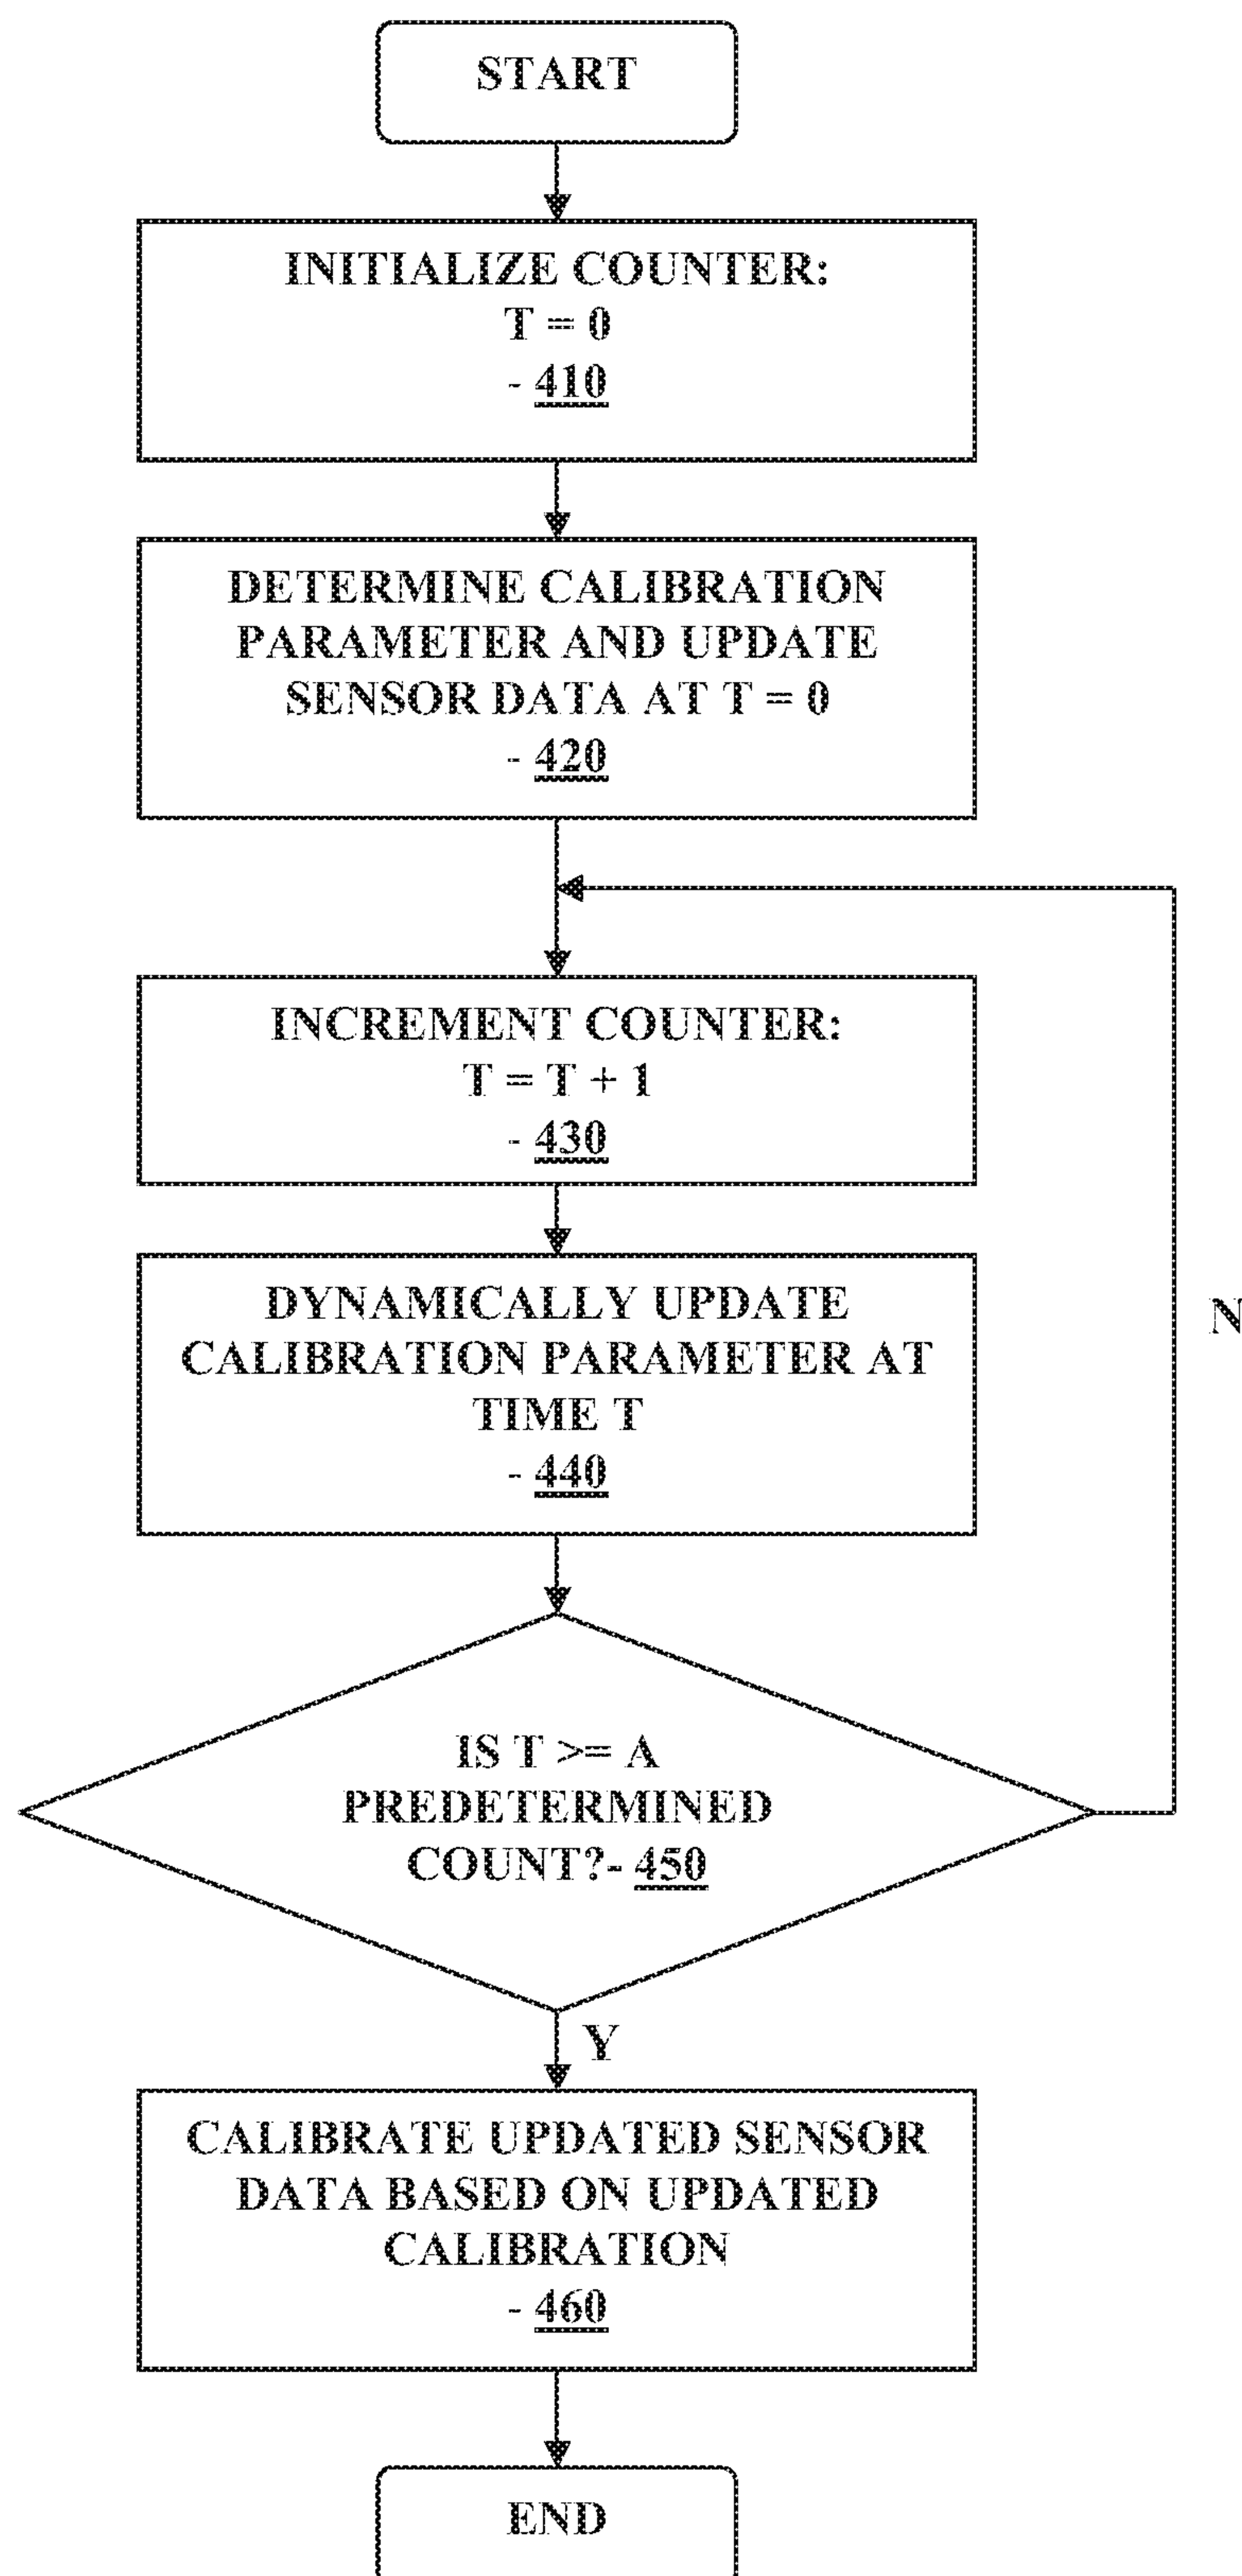 START
INITIALIZE COUNTER:
T = 0
- 410
DETERMINE CALIBRATION
PARAMETER AND UPDATE
SENSOR DATA AT T = 0
- 420
INCREMENT COUNTER:
T = T + 1
- 430
DYNAMICALLY UPDATE
CALIBRATION PARAMETER AT
TIME T
- 440
N
IS T >= A
PREDETERMINED
COUNT?- 450
Y
CALIBRATE UPDATED SENSOR
DATA BASED ON UPDATED
CALIBRATION
- 460
END